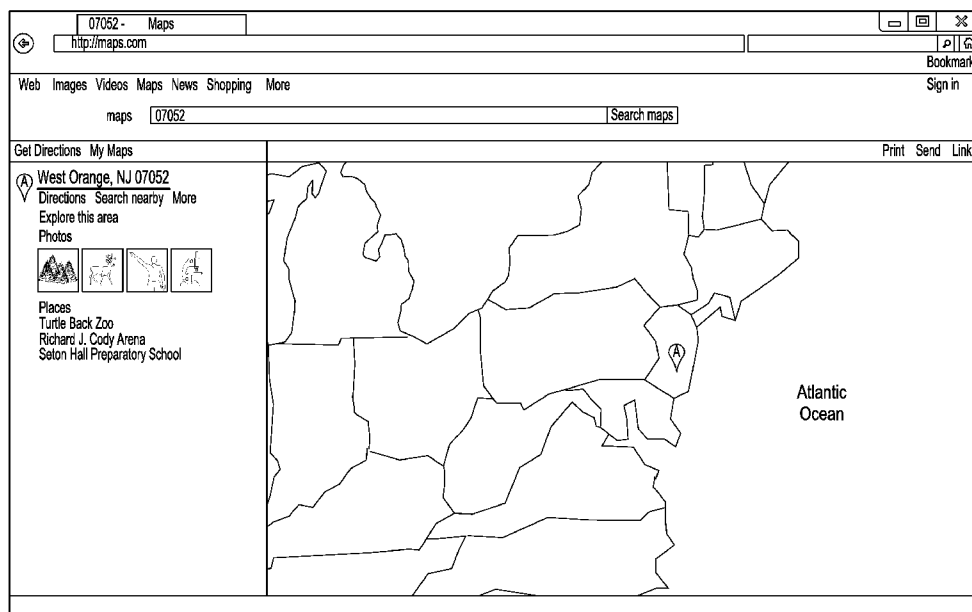 07052 - Maps
http://maps.com
Bookmark
Web Images Videos Maps News Shopping More Sign in
maps 07052 Search maps
Get Directions My Maps Print Send Link
A West Orange, NJ 07052
Directions Search nearby More
Explore this area
Photos
Places
Turtle Back Zoo
Richard J. Cody Arena
Seton Hall Preparatory School
A
Atlantic
Ocean